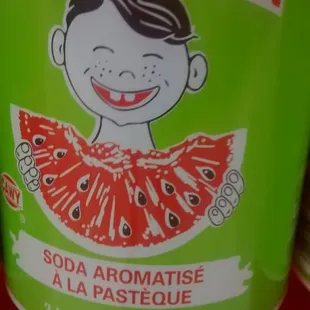 SODA AROMATISÉ
À LA PASTÈQUE